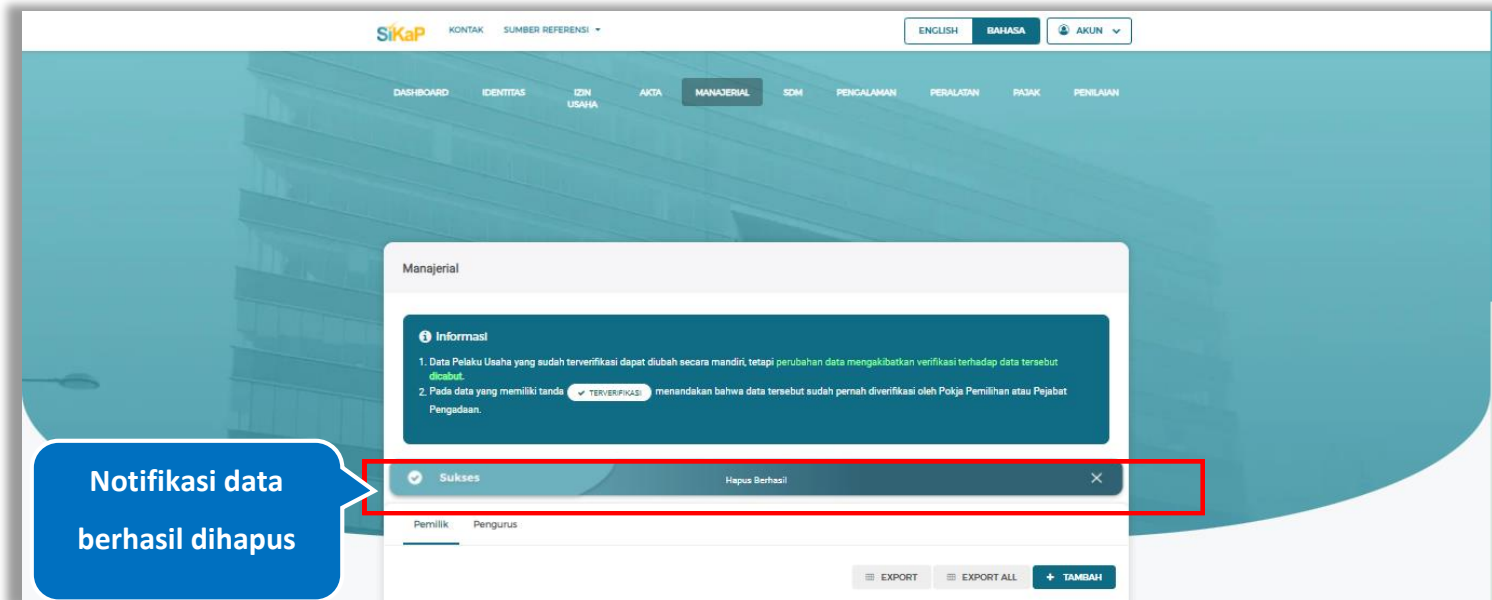 SiKaP KONTAK SUMBER REFERENSI ENGLISH BAHASA AKUN
DASHBOARD IDENTITAS IZIN USAHA AKTA MANAJERIAL SDM PENGALAMAN PERALATAN PAJAK PENILAIAN
Manajerial
Informasi
1. Data Pelaku Usaha yang sudah terverifikasi dapat diubah secara mandiri, tetapi perubahan data mengakibatkan verifikasi terhadap data tersebut
dicabut.
2. Pada data yang memiliki tanda TERVERIFIKASI menandakan bahwa data tersebut sudah pernah diverifikasi oleh Pokja Pemilihan atau Pejabat
Pengadaan.
Notifikasi data
berhasil dihapus
Sukses Hapus Berhasil
Pemilik Pengurus
EXPORT EXPORT ALL + TAMBAH